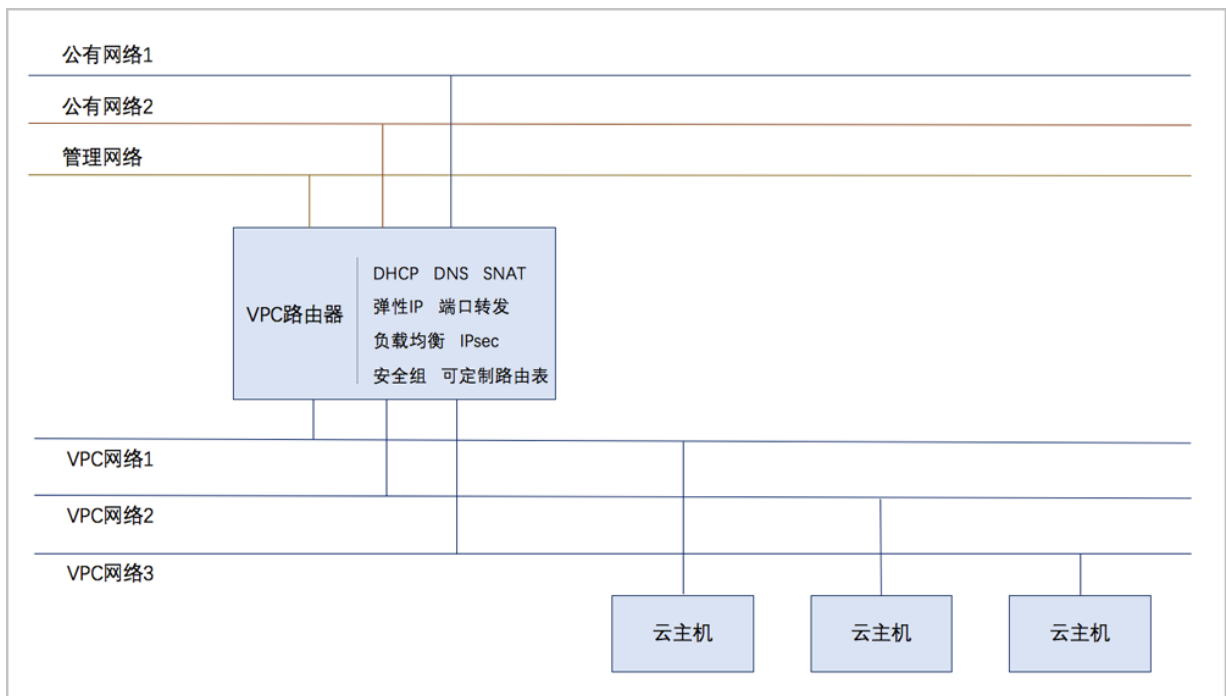 公有网络1
公有网络2
管理网络
VPC路由器
DHCP DNS SNAT
弹性IP 端口转发
负载均衡 IPsec
安全组 可定制路由表
VPC网络1
VPC网络2
VPC网络3
云主机 云主机 云主机